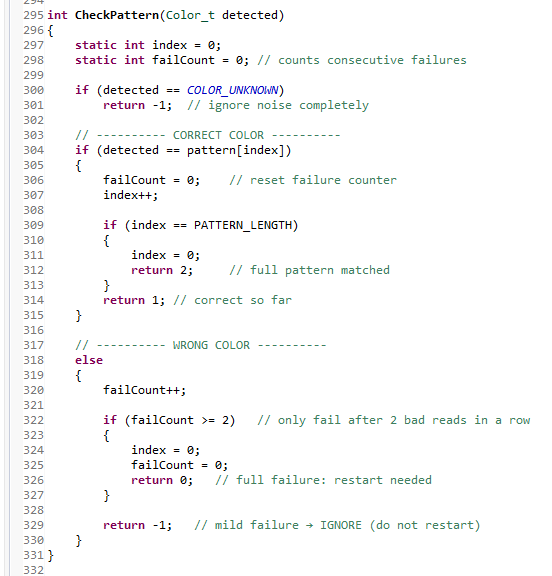 294
295 int CheckPattern(Color_t detected)
296 {
297     static int index = 0;
298     static int failCount = 0; // counts consecutive failures
299
300     if (detected == COLOR_UNKNOWN)
301         return -1;  // ignore noise completely
302
303     // ---------- CORRECT COLOR ----------
304     if (detected == pattern[index])
305     {
306         failCount = 0;    // reset failure counter
307         index++;
308
309         if (index == PATTERN_LENGTH)
310         {
311             index = 0;
312             return 2;     // full pattern matched
313         }
314         return 1; // correct so far
315     }
316
317     // ---------- WRONG COLOR ----------
318     else
319     {
320         failCount++;
321
322         if (failCount >= 2)   // only fail after 2 bad reads in a row
323         {
324             index = 0;
325             failCount = 0;
326             return 0;   // full failure: restart needed
327         }
328
329         return -1;   // mild failure → IGNORE (do not restart)
330     }
331 }
332